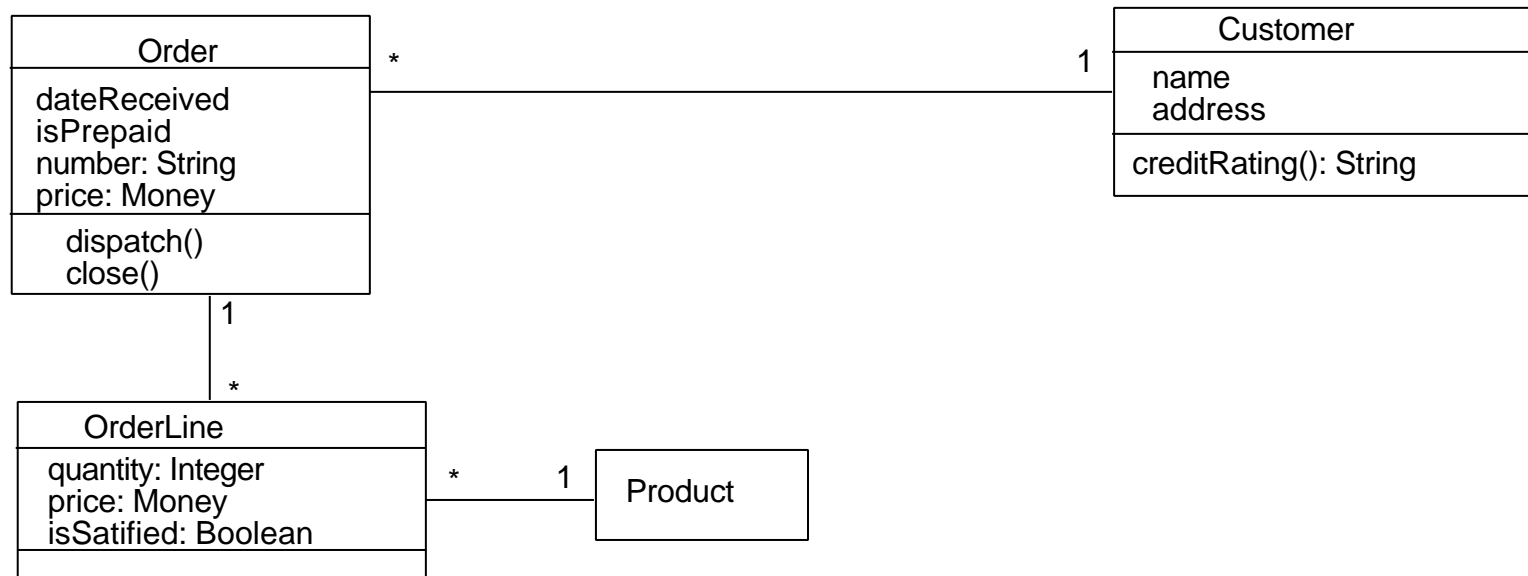 Order
dateReceived
isPrepaid
number: String
price: Money
dispatch()
close()
*
1
Customer
name
address
creditRating(): String
1
*
OrderLine
quantity: Integer
price: Money
isSatified: Boolean
*
1
Product